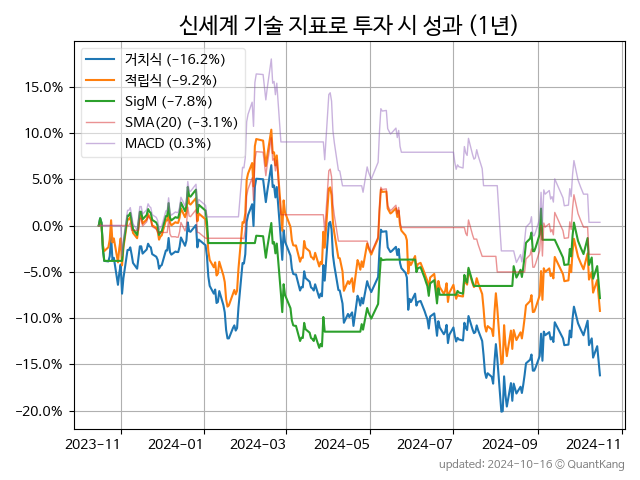 신세계 기술 지표로 투자 시 성과 (1년)
거치식 (−16.2%)
적립식 (−9.2%)
SigM (−7.8%)
SMA(20) (−3.1%)
MACD (0.3%)
15.0%
10.0%
5.0%
0.0%
−5.0%
−10.0%
−15.0%
−20.0%
2023-11 2024-01 2024-03 2024-05 2024-07 2024-09 2024-11
updated: 2024-10-16 © QuantKang